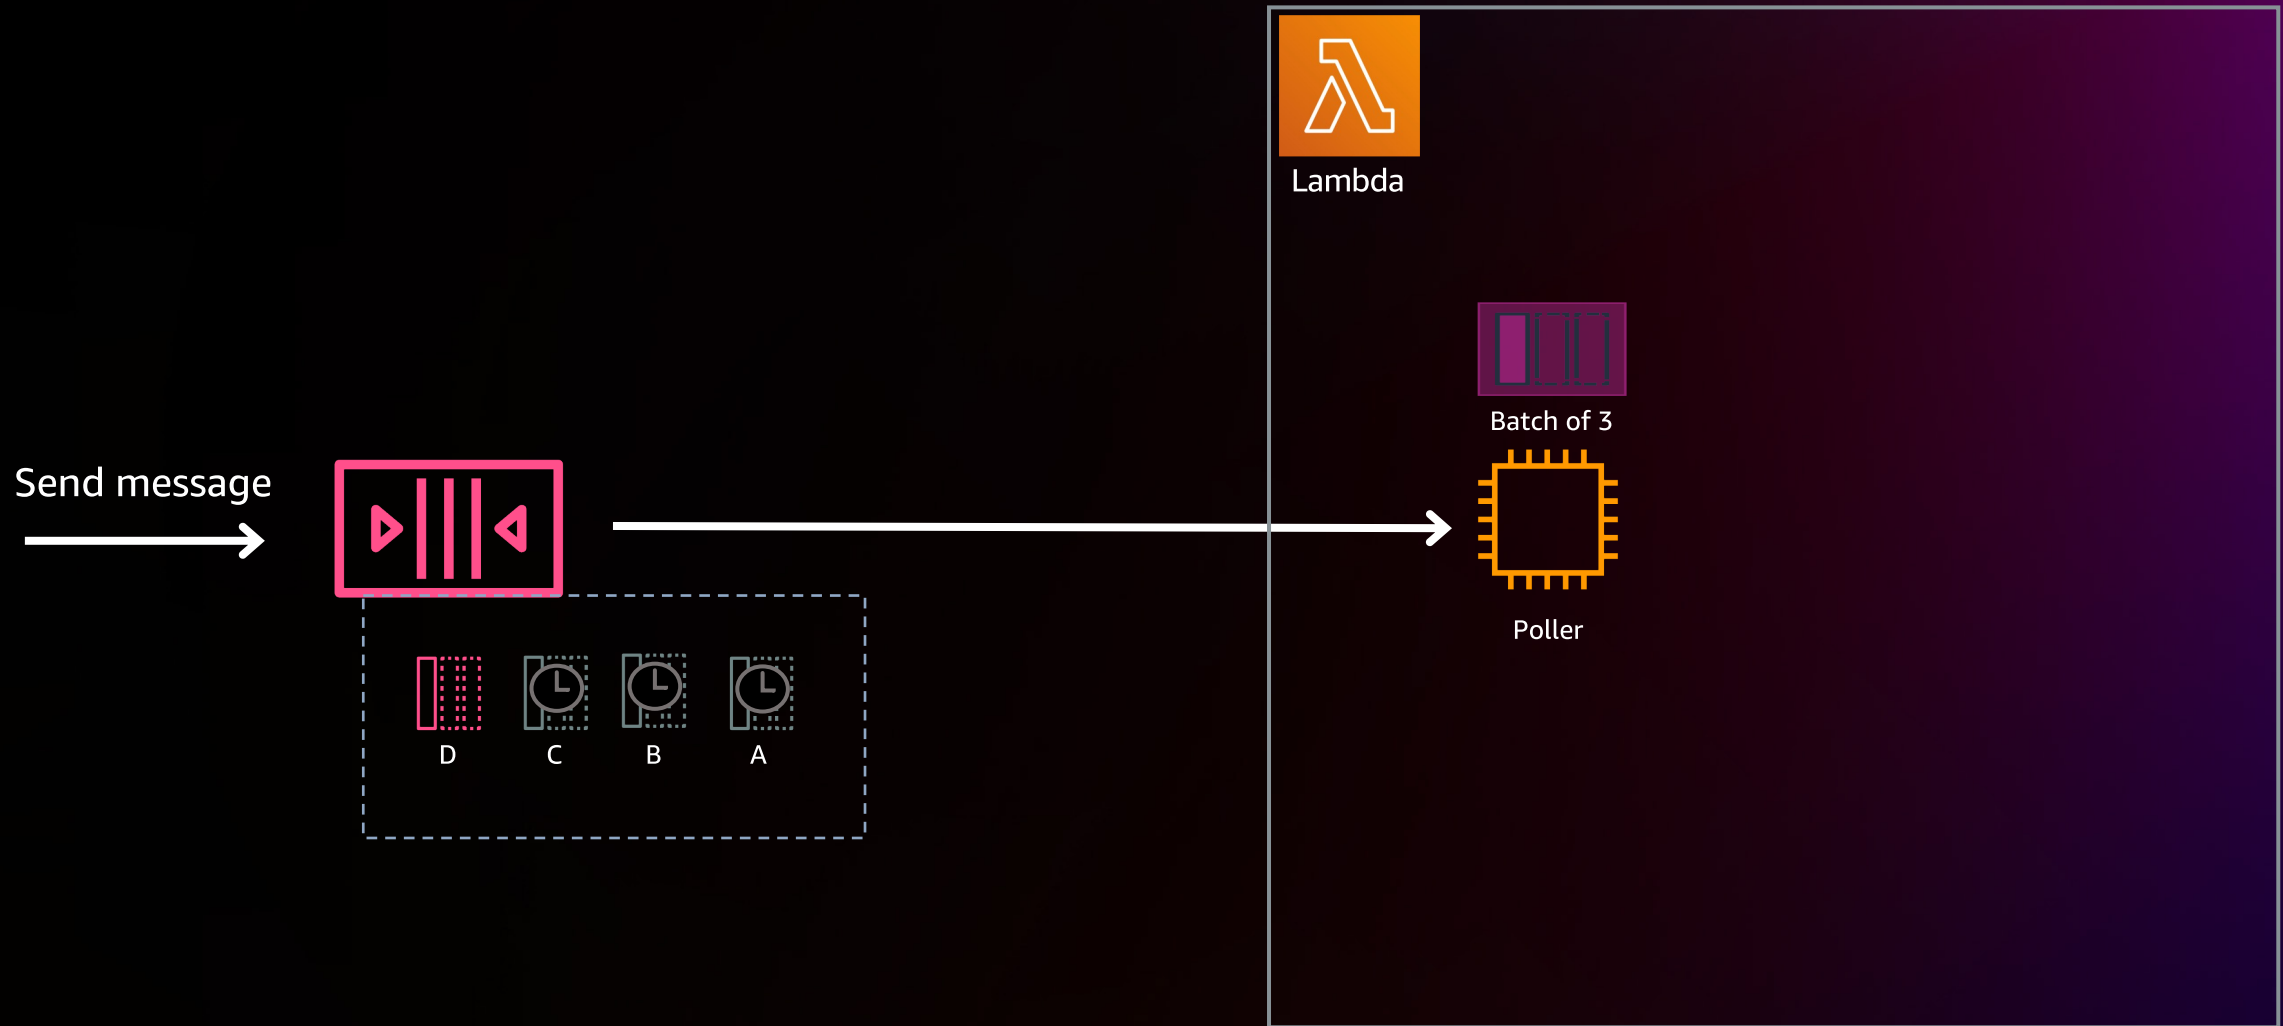 Lambda
Batch of 3
Send message
Poller
D
C
B
A